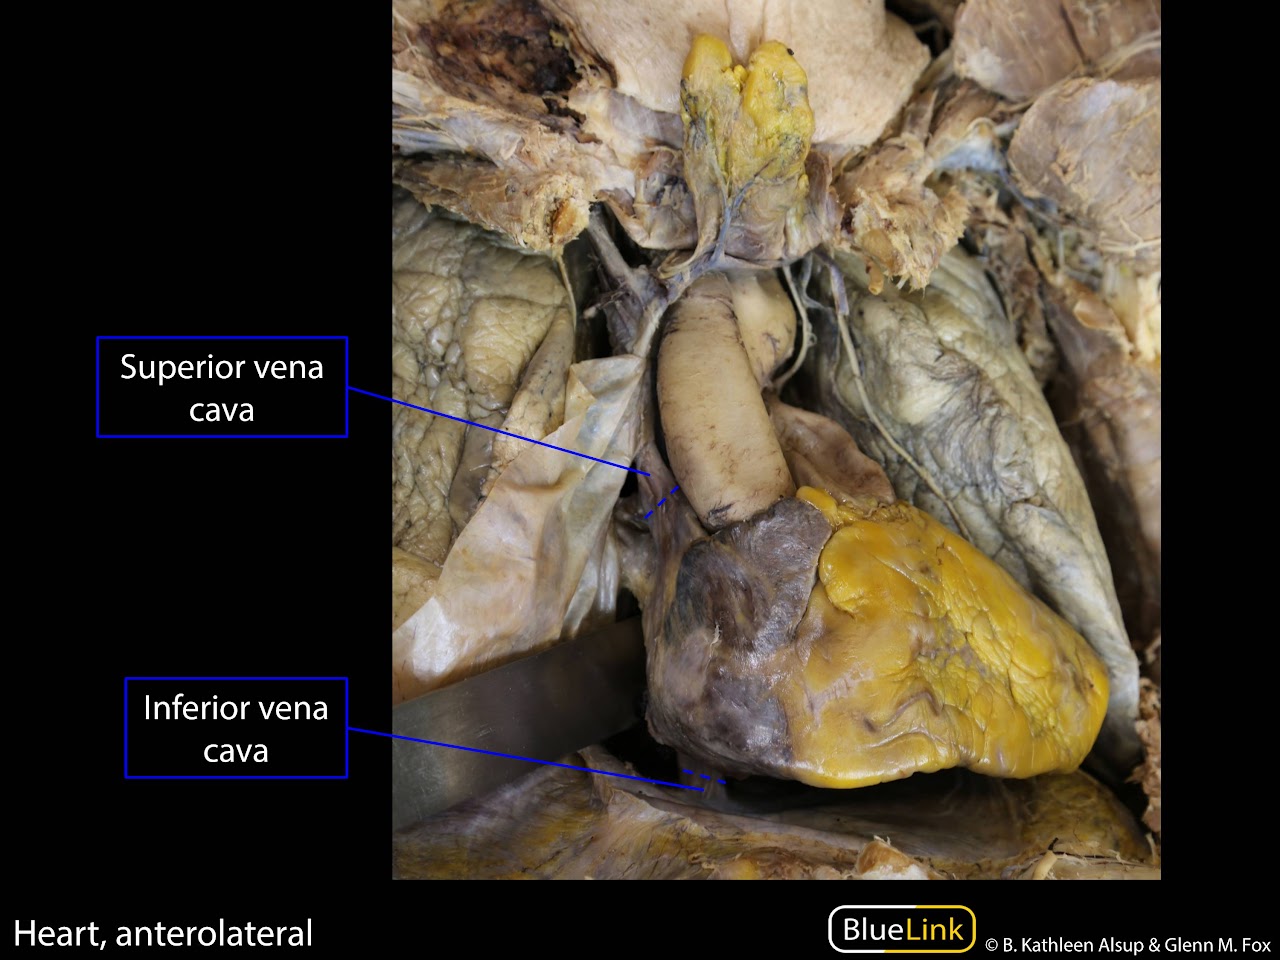 Superior vena
cava
Inferior vena
cava
Heart, anterolateral
BlueLink
© B. Kathleen Alsup & Glenn M. Fox